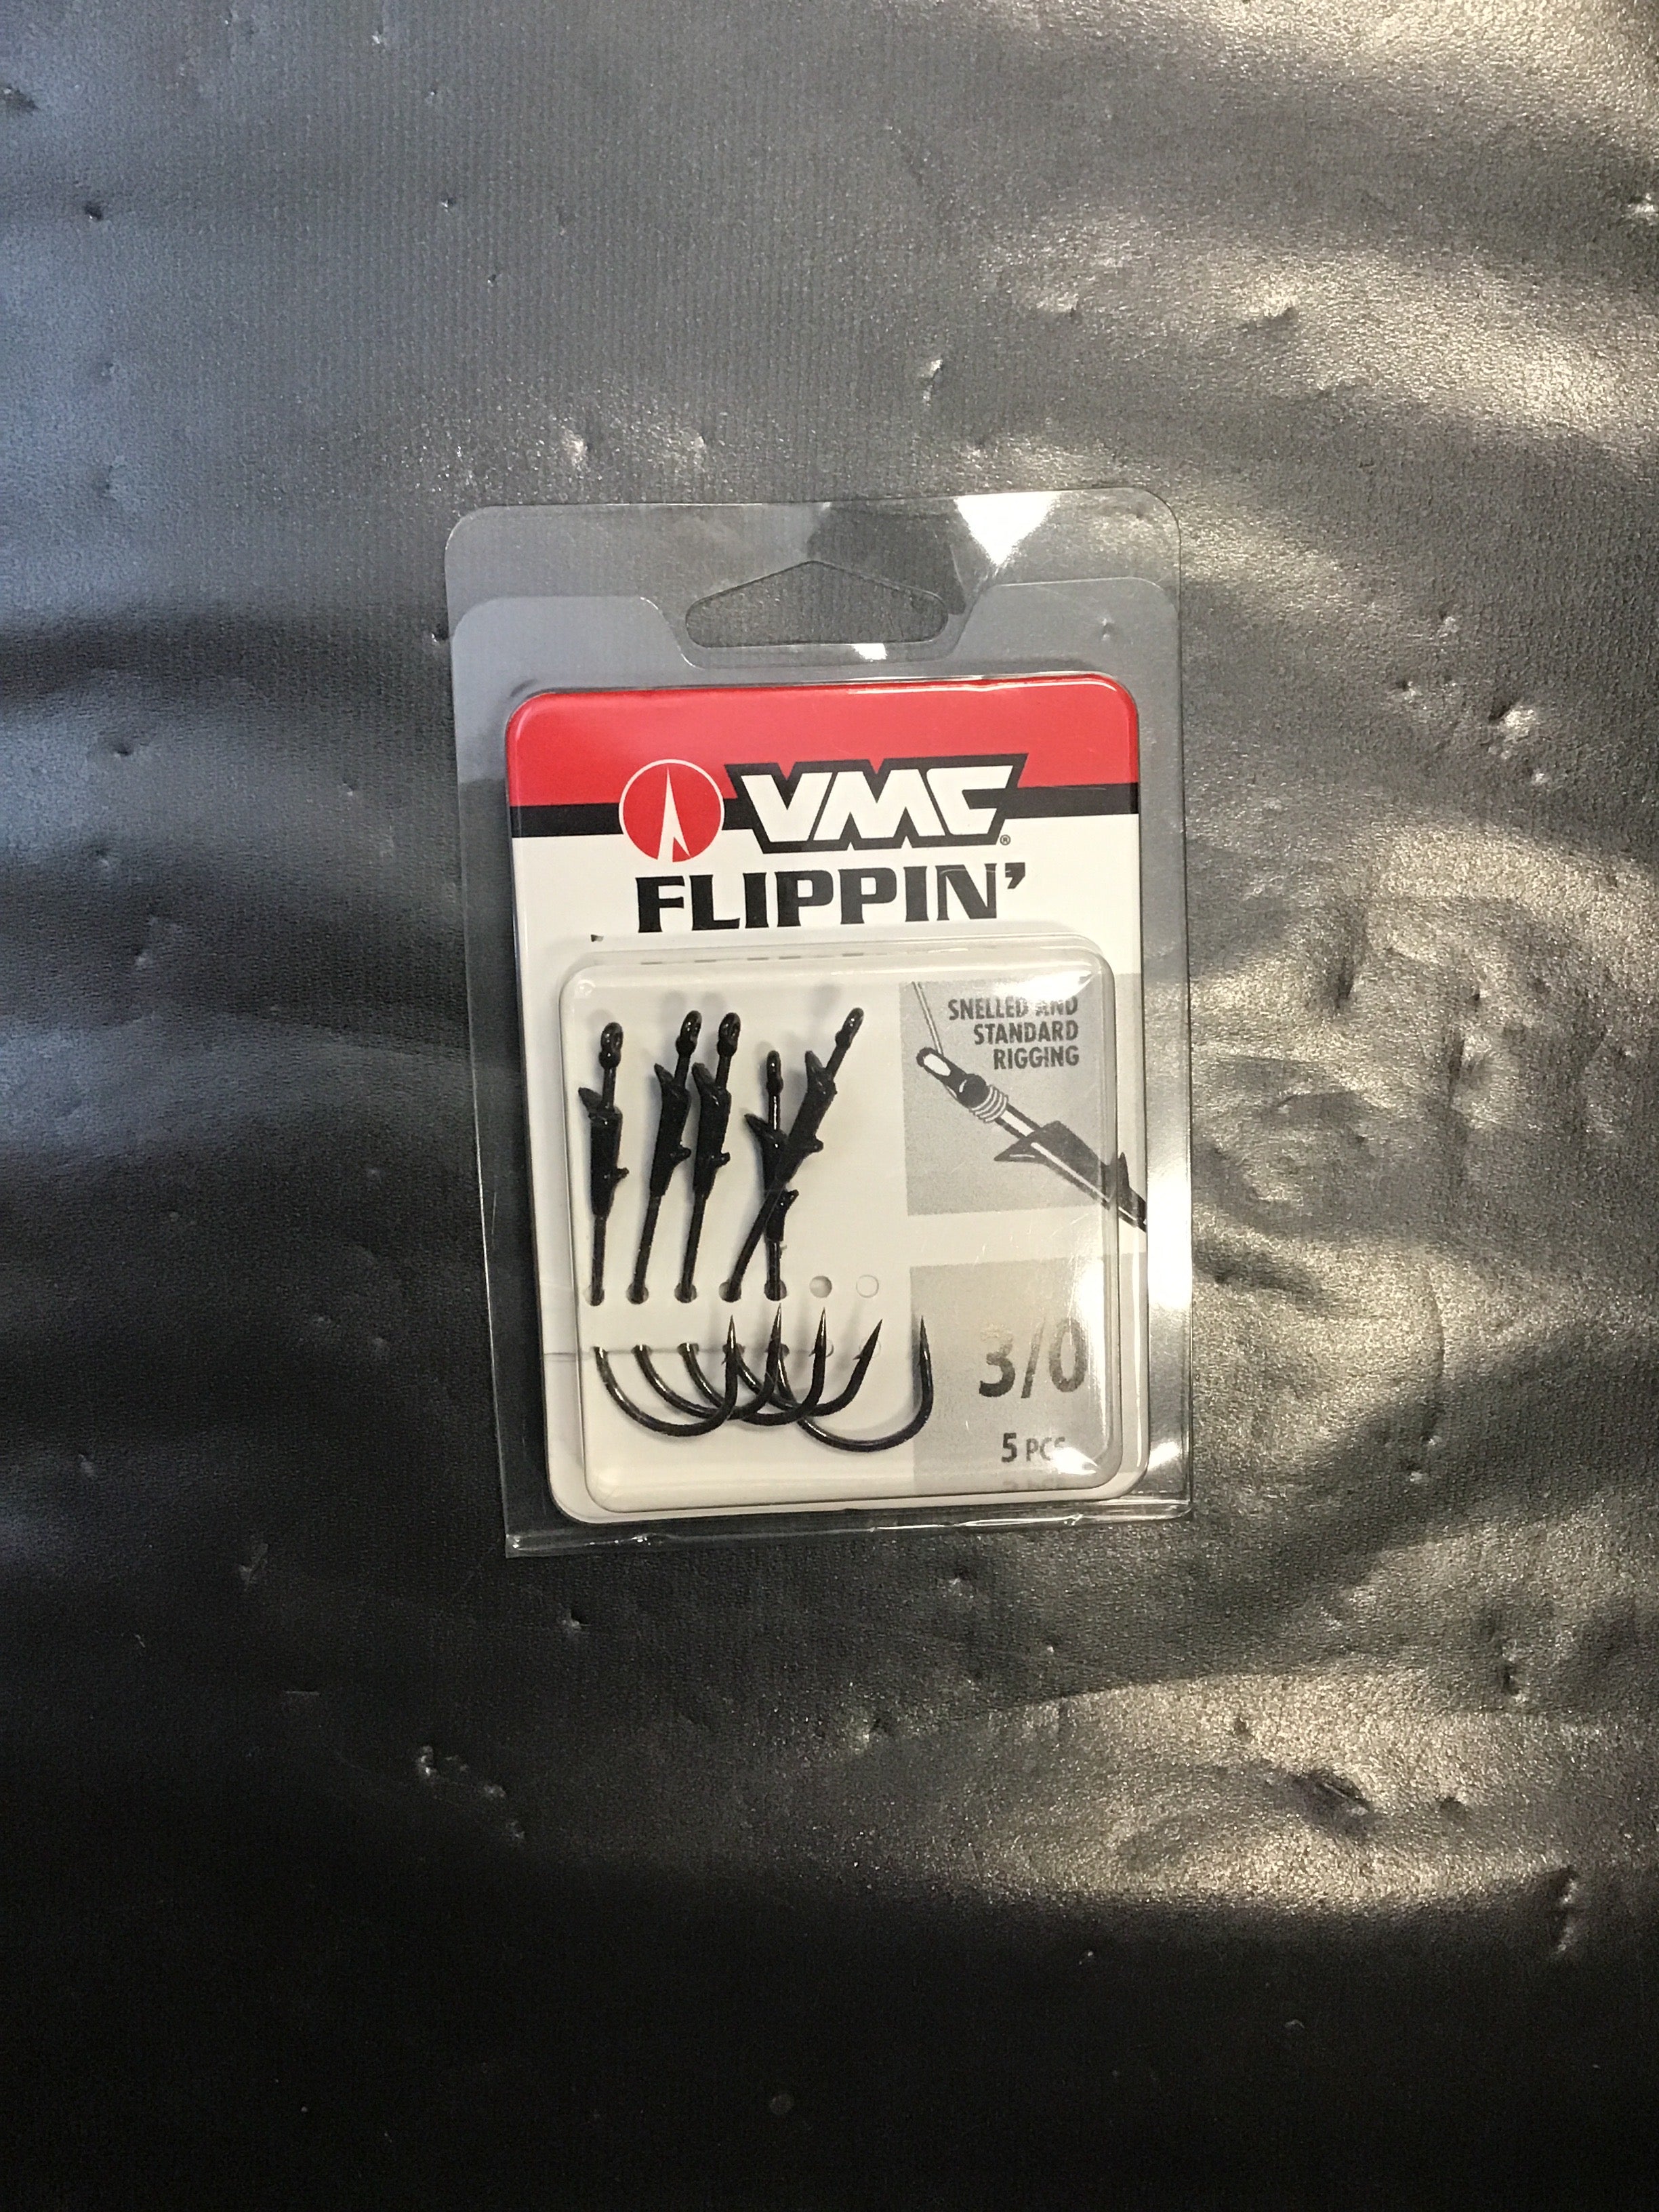 VMC®
FLIPPIN'
SNELLED AND
STANDARD
RIGGING
3/0
5 PCS